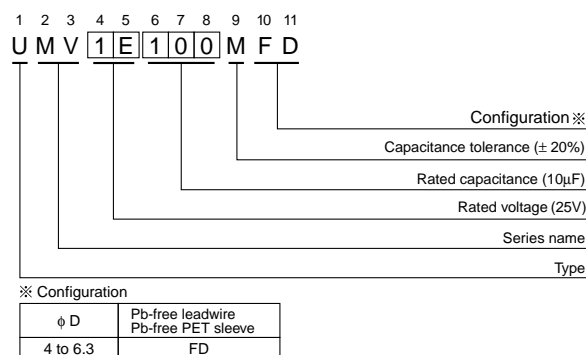 1 2 3 4 5 6 7 8 9 10 11
U M V 1 E 1 0 0 M F D
Configuration ※
Capacitance tolerance (± 20%)
Rated capacitance (10μF)
Rated voltage (25V)
Series name
Type
※ Configuration
ϕ D
Pb-free leadwire
Pb-free PET sleeve
4 to 6.3
FD